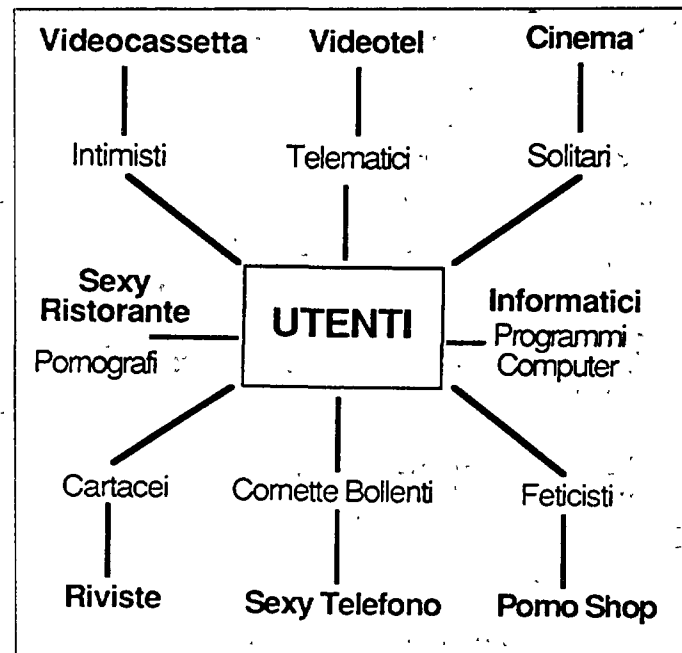 Videocassetta Videotel Cinema
Intimisti Telematici Solitari
Sexy
Ristorante
Pornografi
UTENTI
Informatici
Programmi
Computer
Cartacei Cornette Bollenti Feticisti
Riviste Sexy Telefono Porno Shop